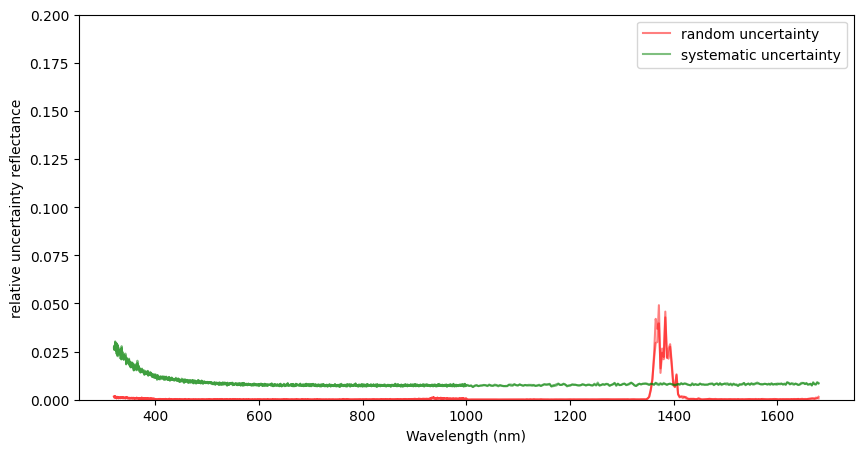 0.200
0.175
0.150
0.125
0.100
0.075
0.050
0.025
0.000
relative uncertainty reflectance
random uncertainty
systematic uncertainty
400 600 800 1000 1200 1400 1600
Wavelength (nm)